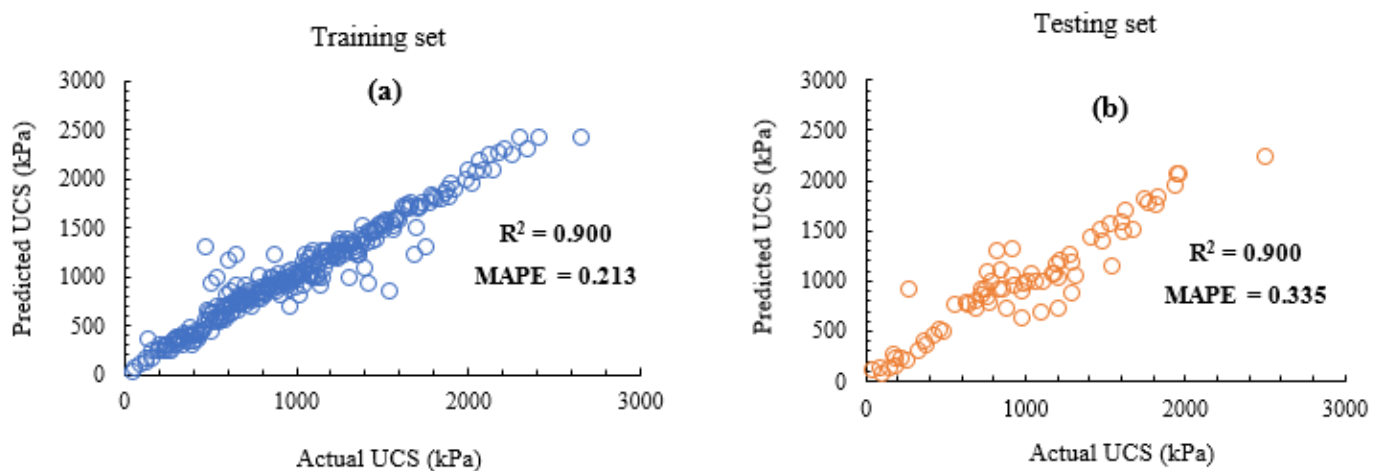 Training set
(a)
3000
2500
2000
1500
1000
500
0
0 1000 2000 3000
Predicted UCS (kPa)
Actual UCS (kPa)
R² = 0.900
MAPE = 0.213
Testing set
(b)
3000
2500
2000
1500
1000
500
0
0 1000 2000 3000
Predicted UCS (kPa)
Actual UCS (kPa)
R² = 0.900
MAPE = 0.335